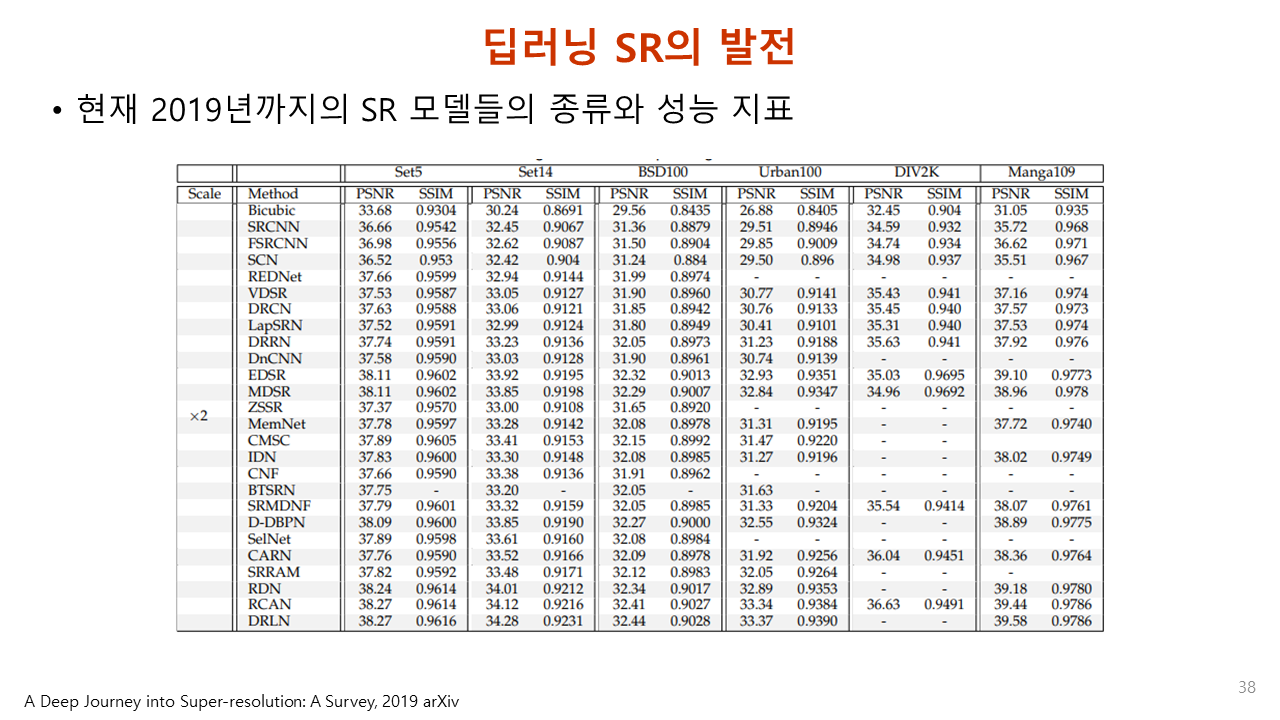 딥러닝 SR의 발전
• 현재 2019년까지의 SR 모델들의 종류와 성능 지표
Set5 Set14 BSD100 Urban100 DIV2K Manga109
Scale Method PSNR SSIM PSNR SSIM PSNR SSIM PSNR SSIM PSNR SSIM PSNR SSIM
Bicubic 33.68 0.9304 30.24 0.8691 29.56 0.8435 26.88 0.8405 32.45 0.904 31.05 0.935
SRCNN 36.66 0.9542 32.45 0.9067 31.36 0.8879 29.51 0.8946 34.59 0.932 35.72 0.968
FSRCNN 36.98 0.9556 32.62 0.9087 31.50 0.8904 29.85 0.9009 34.74 0.934 36.62 0.971
SCN 36.52 0.953 32.42 0.904 31.24 0.884 29.50 0.896 34.98 0.937 35.51 0.967
REDNet 37.66 0.9599 32.94 0.9144 31.99 0.8974 - - - - - -
VDSR 37.53 0.9587 33.05 0.9127 31.90 0.8960 30.77 0.9141 35.43 0.941 37.16 0.974
DRCN 37.63 0.9588 33.06 0.9121 31.85 0.8942 30.76 0.9133 35.45 0.940 37.57 0.973
LapSRN 37.52 0.9591 32.99 0.9124 31.80 0.8949 30.41 0.9101 35.31 0.940 37.53 0.974
DRRN 37.74 0.9591 33.23 0.9136 32.05 0.8973 31.23 0.9188 35.63 0.941 37.92 0.976
DnCNN 37.58 0.9590 33.03 0.9128 31.90 0.8961 30.74 0.9139 - - - -
EDSR 38.11 0.9602 33.92 0.9195 32.32 0.9013 32.93 0.9351 35.03 0.9695 39.10 0.9773
MDSR 38.11 0.9602 33.85 0.9198 32.29 0.9007 32.84 0.9347 34.96 0.9692 38.96 0.978
×2 ZSSR 37.37 0.9570 33.00 0.9108 31.65 0.8920 - - - - - -
MemNet 37.78 0.9597 33.28 0.9142 32.08 0.8978 31.31 0.9195 - - 37.72 0.9740
CMSC 37.89 0.9605 33.41 0.9153 32.15 0.8992 31.47 0.9220 - -
IDN 37.83 0.9600 33.30 0.9148 32.08 0.8985 31.27 0.9196 - - 38.02 0.9749
CNF 37.66 0.9590 33.38 0.9136 31.91 0.8962 - - - - - -
BTSRN 37.75 - 33.20 - 32.05 - 31.63 - - - - -
SRMDNF 37.79 0.9601 33.32 0.9159 32.05 0.8985 31.33 0.9204 35.54 0.9414 38.07 0.9761
D-DBPN 38.09 0.9600 33.85 0.9190 32.27 0.9000 32.55 0.9324 - - 38.89 0.9775
SelNet 37.89 0.9598 33.61 0.9160 32.08 0.8984 - - - - - -
CARN 37.76 0.9590 33.52 0.9166 32.09 0.8978 31.92 0.9256 36.04 0.9451 38.36 0.9764
SRRAM 37.82 0.9592 33.48 0.9171 32.12 0.8983 32.05 0.9264 - - -
RDN 38.24 0.9614 34.01 0.9212 32.34 0.9017 32.89 0.9353 - - 39.18 0.9780
RCAN 38.27 0.9614 34.12 0.9216 32.41 0.9027 33.34 0.9384 36.63 0.9491 39.44 0.9786
DRLN 38.27 0.9616 34.28 0.9231 32.44 0.9028 33.37 0.9390 - - 39.58 0.9786
A Deep Journey into Super-resolution: A Survey, 2019 arXiv
38